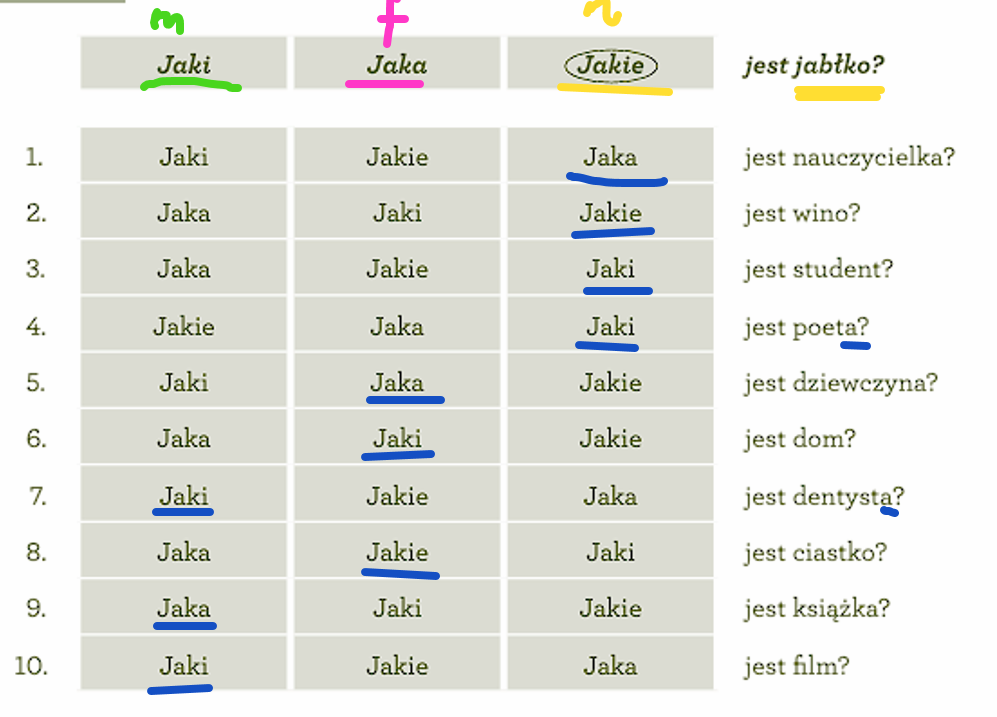 m f n
Jaki Jaka Jakie jest jabłko?
1. Jaki Jakie Jaka jest nauczycielka?
2. Jaka Jaki Jakie jest wino?
3. Jaka Jakie Jaki jest student?
4. Jakie Jaka Jaki jest poeta?
5. Jaki Jaka Jakie jest dziewczyna?
6. Jaka Jaki Jakie jest dom?
7. Jaki Jakie Jaka jest dentysta?
8. Jaka Jakie Jaki jest ciastko?
9. Jaka Jaki Jakie jest książka?
10. Jaki Jakie Jaka jest film?